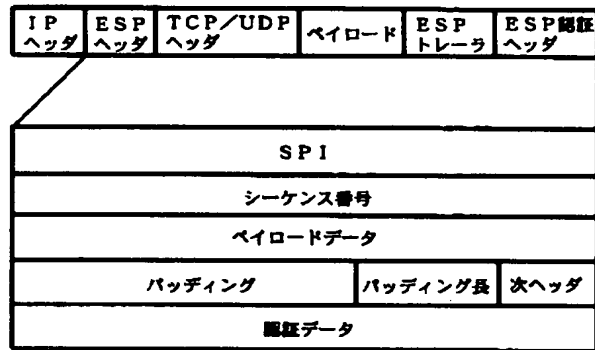 IP
ヘッダ
ESP
ヘッダ
TCP/UDP
ヘッダ
ペイロード
ESP
トレーラ
ESP認証
ヘッダ
SPI
シーケンス番号
ペイロードデータ
パッディング
パッディング長
次ヘッダ
認証データ